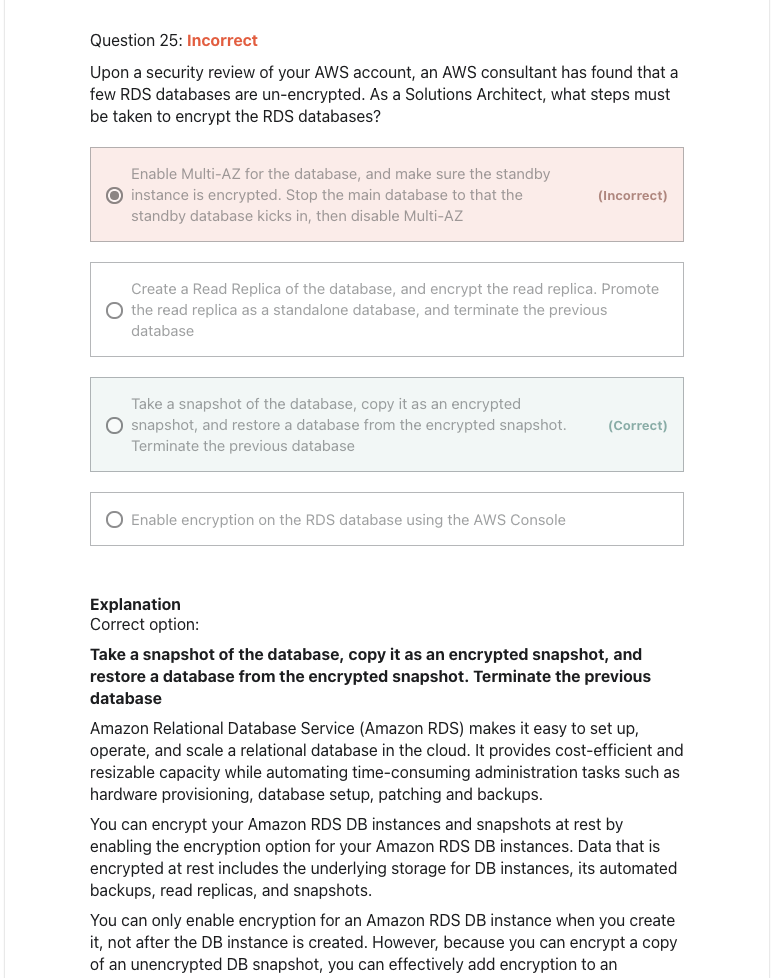 Question 25: Incorrect
Upon a security review of your AWS account, an AWS consultant has found that a
few RDS databases are un-encrypted. As a Solutions Architect, what steps must
be taken to encrypt the RDS databases?
Enable Multi-AZ for the database, and make sure the standby
instance is encrypted. Stop the main database to that the
standby database kicks in, then disable Multi-AZ
(Incorrect)
Create a Read Replica of the database, and encrypt the read replica. Promote
the read replica as a standalone database, and terminate the previous
database
Take a snapshot of the database, copy it as an encrypted
snapshot, and restore a database from the encrypted snapshot.
Terminate the previous database
(Correct)
Enable encryption on the RDS database using the AWS Console
Explanation
Correct option:
Take a snapshot of the database, copy it as an encrypted snapshot, and
restore a database from the encrypted snapshot. Terminate the previous
database
Amazon Relational Database Service (Amazon RDS) makes it easy to set up,
operate, and scale a relational database in the cloud. It provides cost-efficient and
resizable capacity while automating time-consuming administration tasks such as
hardware provisioning, database setup, patching and backups.
You can encrypt your Amazon RDS DB instances and snapshots at rest by
enabling the encryption option for your Amazon RDS DB instances. Data that is
encrypted at rest includes the underlying storage for DB instances, its automated
backups, read replicas, and snapshots.
You can only enable encryption for an Amazon RDS DB instance when you create
it, not after the DB instance is created. However, because you can encrypt a copy
of an unencrypted DB snapshot, you can effectively add encryption to an